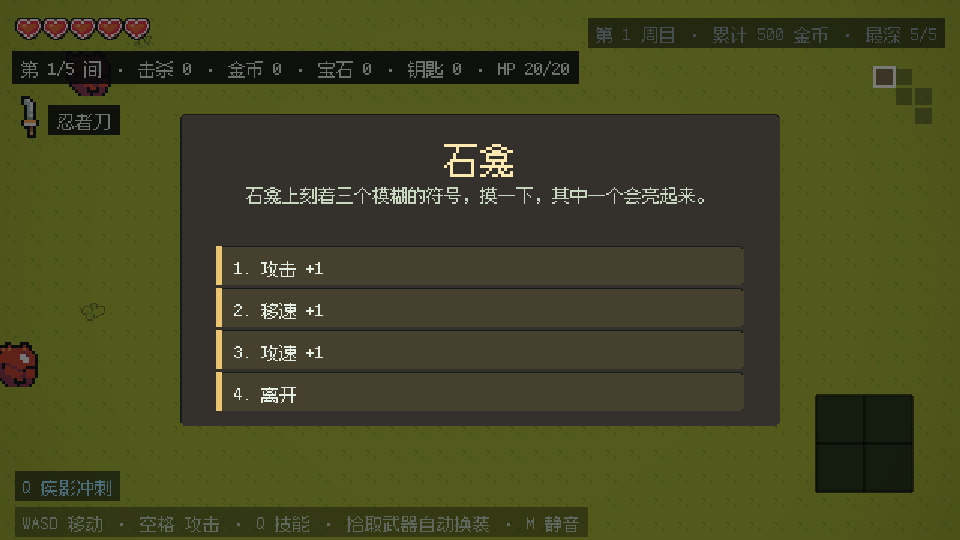 第 1 周目 · 累计 500 金币 · 最深 5/5
第 1/5 间 · 击杀 0 · 金币 0 · 宝石 0 · 钥匙 0 · HP 20/20
忍者刀
石龛
石龛上刻着三个模糊的符号，摸一下，其中一个会亮起来。
1. 攻击 +1
2. 移速 +1
3. 攻速 +1
4. 离开
Q 疾影冲刺
WASD 移动 · 空格 攻击 · Q 技能 · 拾取武器自动换装 · M 静音